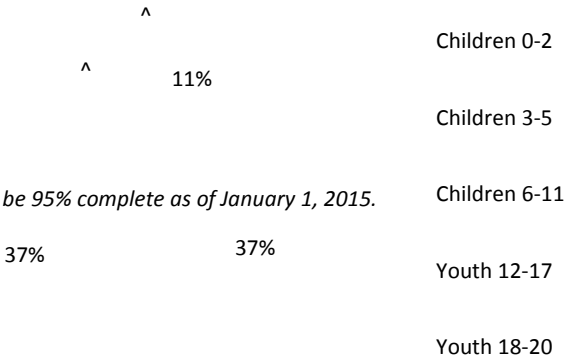 ^
Children 0-2
^
11%
Children 3-5
be 95% complete as of January 1, 2015.
Children 6-11
37%
37%
Youth 12-17
Youth 18-20